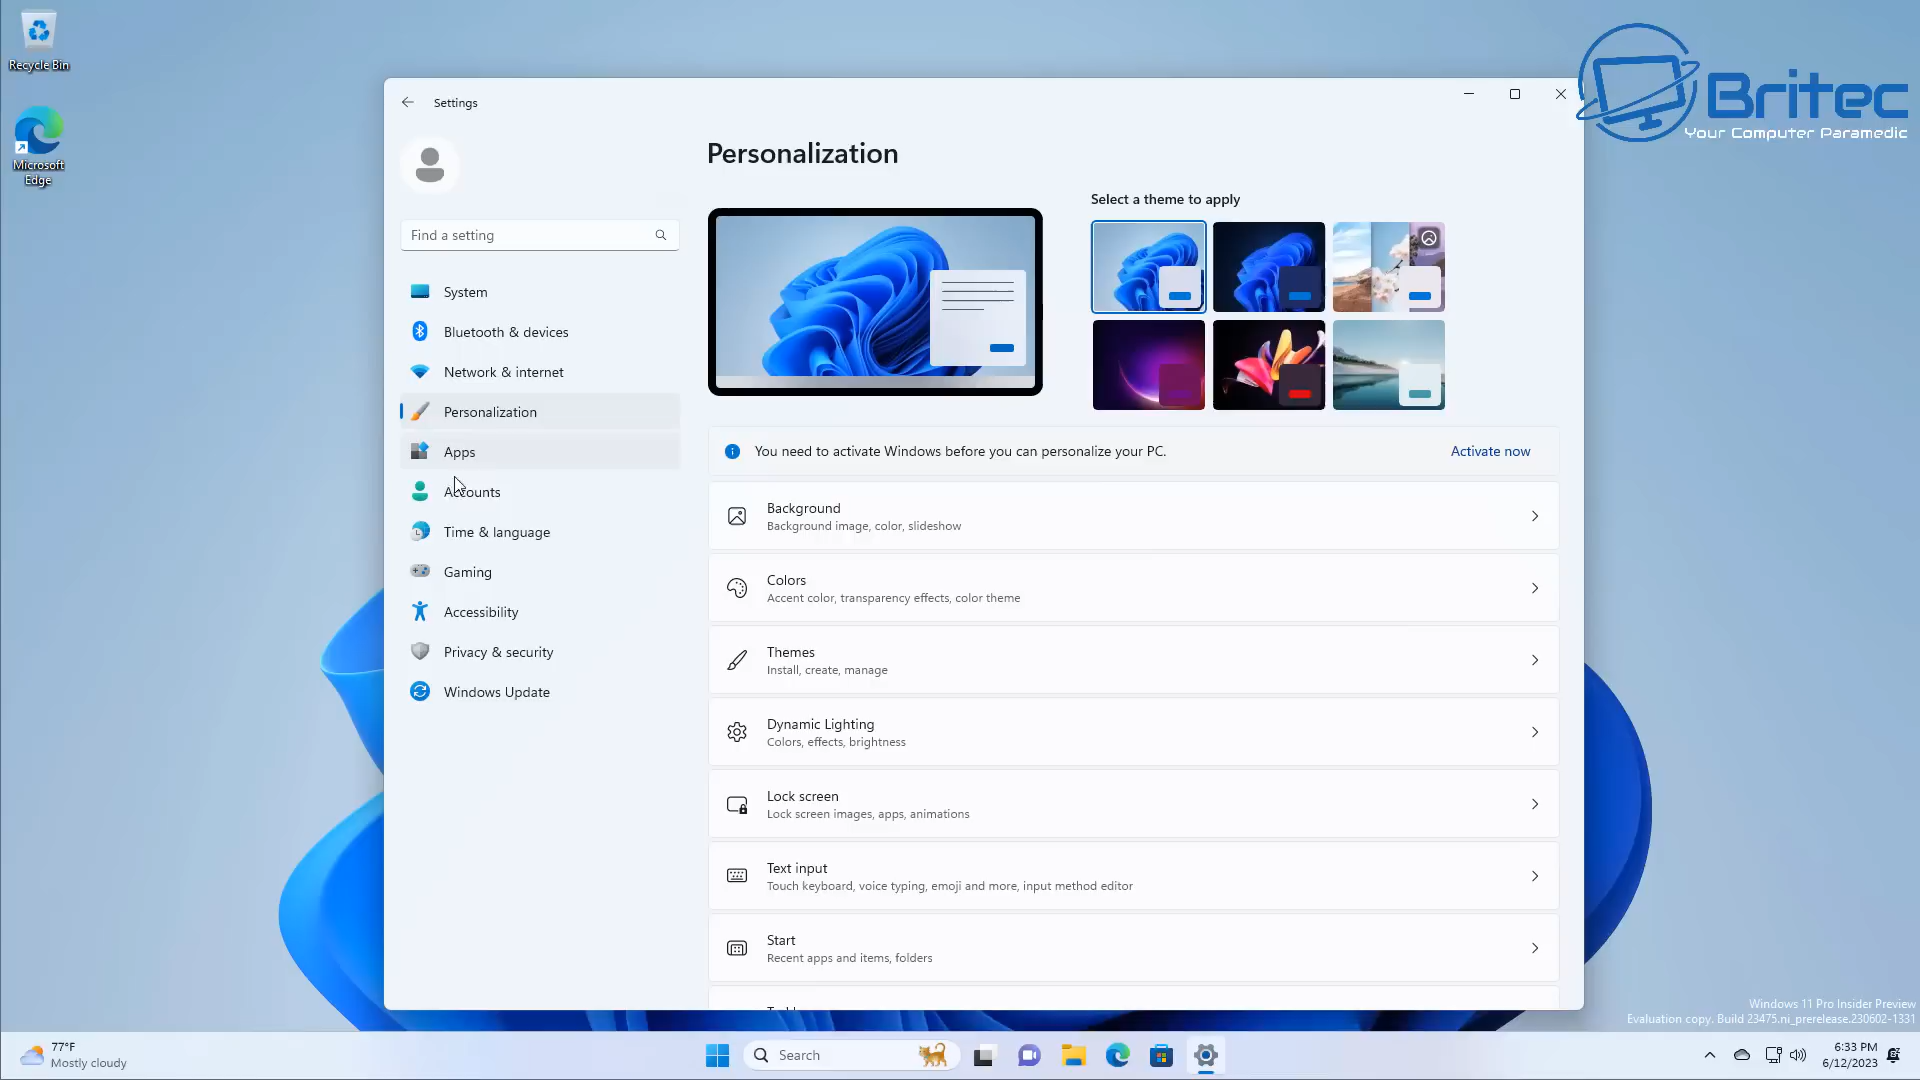 Recycle Bin
Microsoft
Edge
Britec
Your Computer Paramedic
Settings
Find a setting
System
Bluetooth & devices
Network & internet
Personalization
Apps
Accounts
Time & language
Gaming
Accessibility
Privacy & security
Windows Update
Personalization
Select a theme to apply
You need to activate Windows before you can personalize your PC.
Activate now
Background
Background image, color, slideshow
Colors
Accent color, transparency effects, color theme
Themes
Install, create, manage
Dynamic Lighting
Colors, effects, brightness
Lock screen
Lock screen images, apps, animations
Text input
Touch keyboard, voice typing, emoji and more, input method editor
Start
Recent apps and items, folders
Windows 11 Pro Insider Preview
Evaluation copy. Build 23475.ni_prerelease.230602-1331
77°F
Mostly cloudy
Search
6:33 PM
6/12/2023